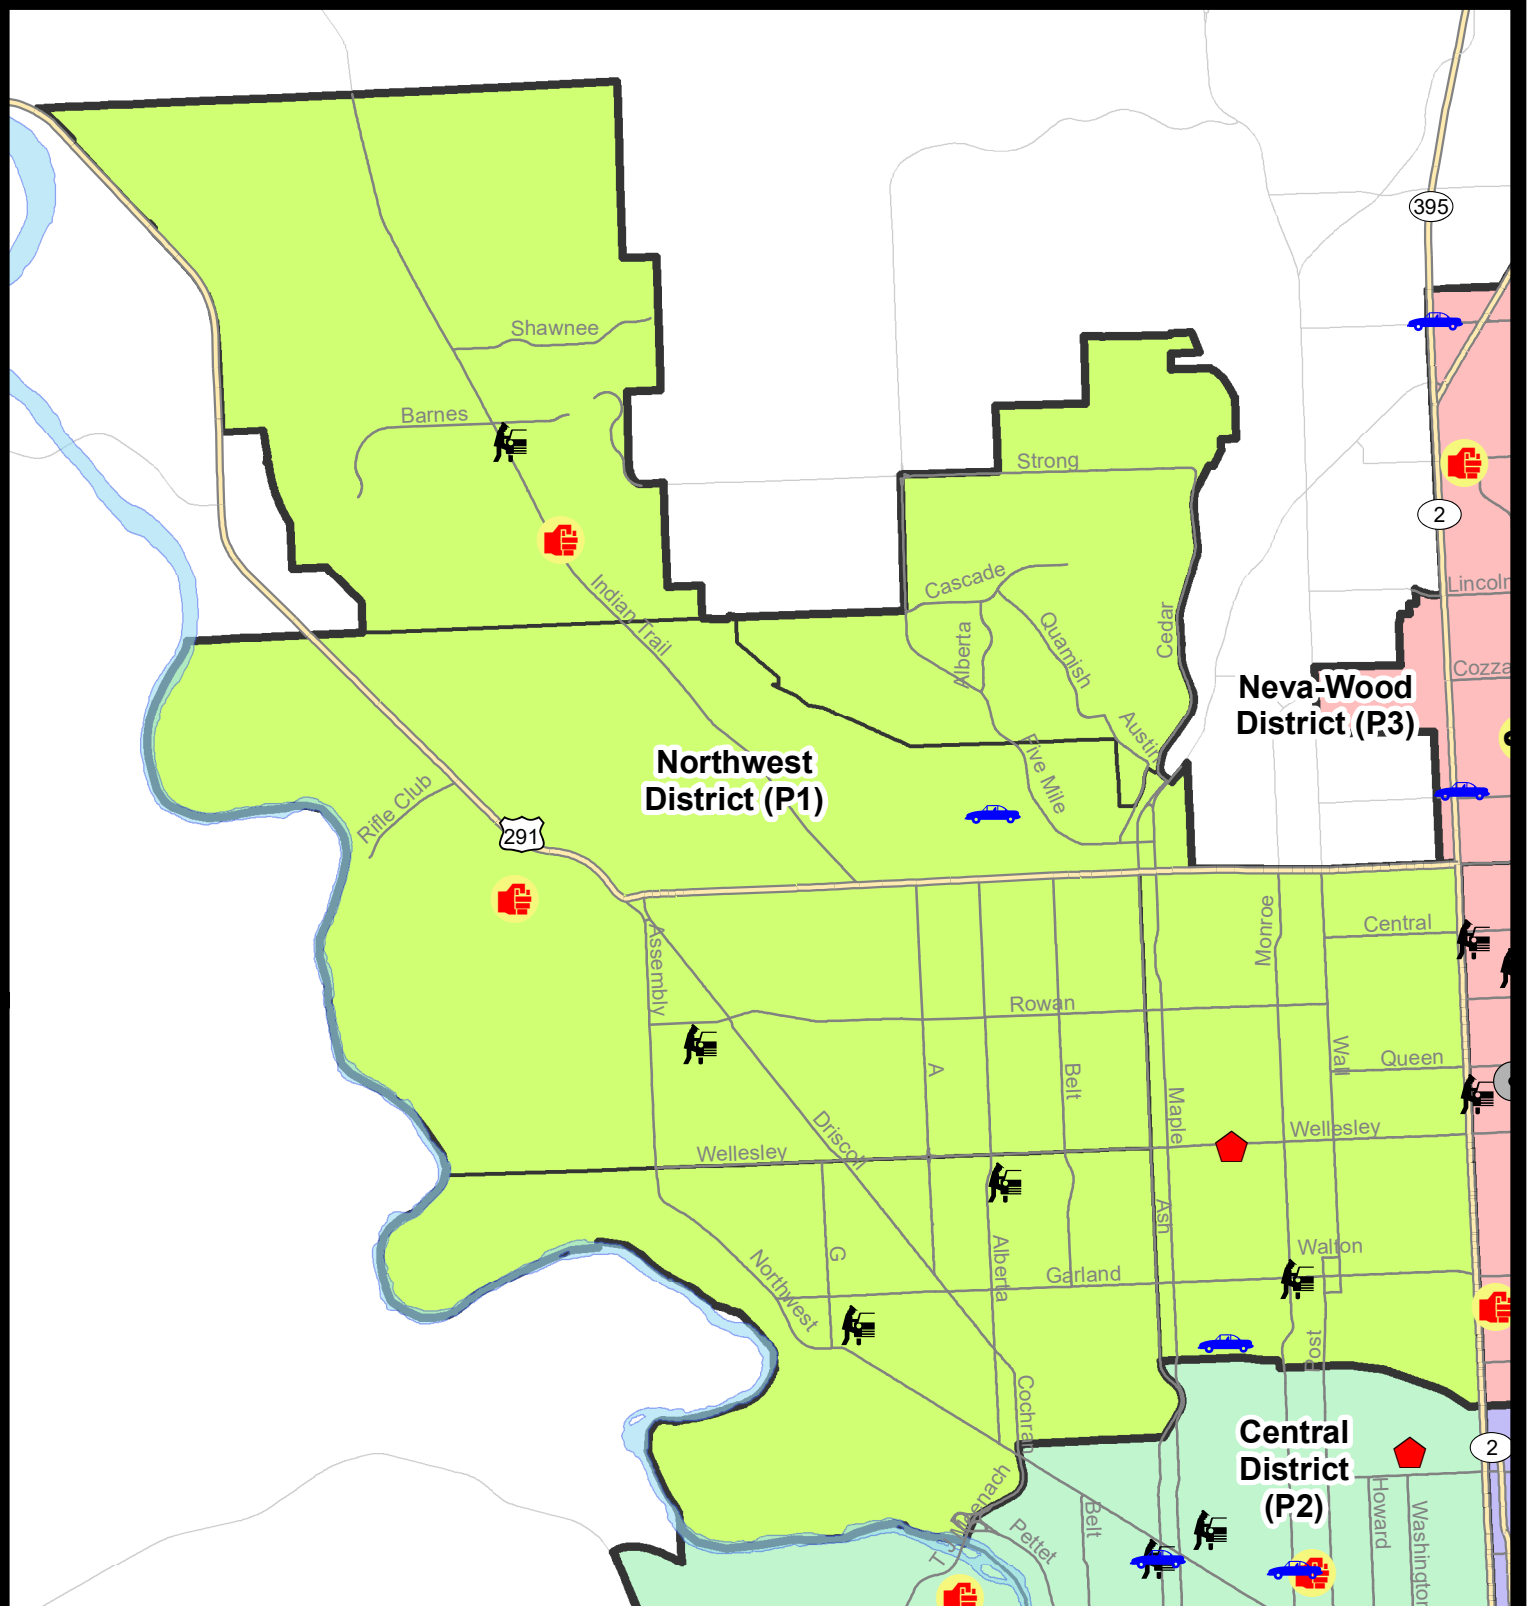 395
Shawnee
Barnes
Strong
2
Cascade
Indian Trail
Alberta
Quamish
Cedar
Lincoln
Cozza
Neva-Wood
District (P3)
Austin
Northwest
District (P1)
Five Mile
Rifle Club
291
Assembly
Monroe
Central
Rowan
A
Belt
Wall
Queen
Maple
Driscoll
Wellesley
Wellesley
Ash
G
Alberta
Northwest
Garland
Walton
Post
Cochran
Central
District
(P2)
2
Belt
Pettet
Howard
Washington